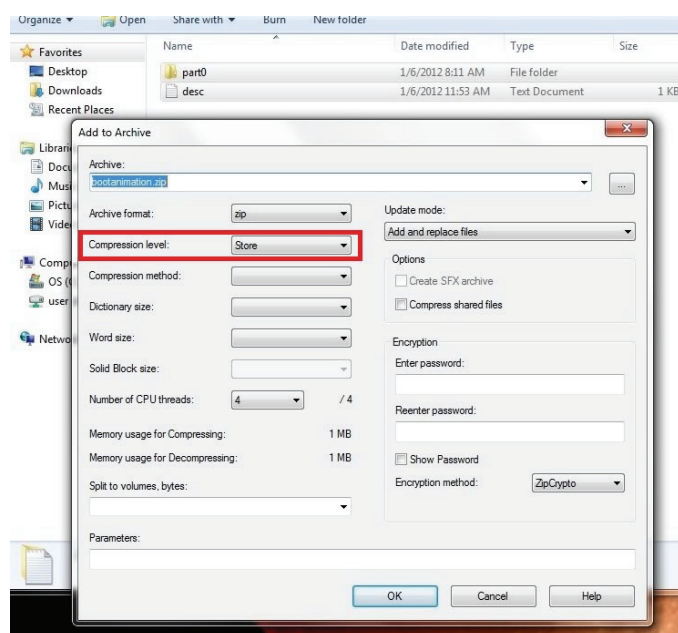 Organize Open Share with Burn New folder
Favorites
Desktop
Downloads
Recent Places
Name Date modified Type Size
part0 1/6/2012 8:11 AM File folder
desc 1/6/2012 11:53 AM Text Document 1 KB
Add to Archive
Archive:
bootanimation.zip
...
Archive format: zip
Compression level: Store
Compression method:
Dictionary size:
Word size:
Solid Block size:
Number of CPU threads: 4 / 4
Memory usage for Compressing: 1 MB
Memory usage for Decompressing: 1 MB
Split to volumes, bytes:
Update mode:
Add and replace files
Options
Create SFX archive
Compress shared files
Encryption
Enter password:
Reenter password:
Show Password
Encryption method: ZipCrypto
Parameters:
OK Cancel Help
OS (
user